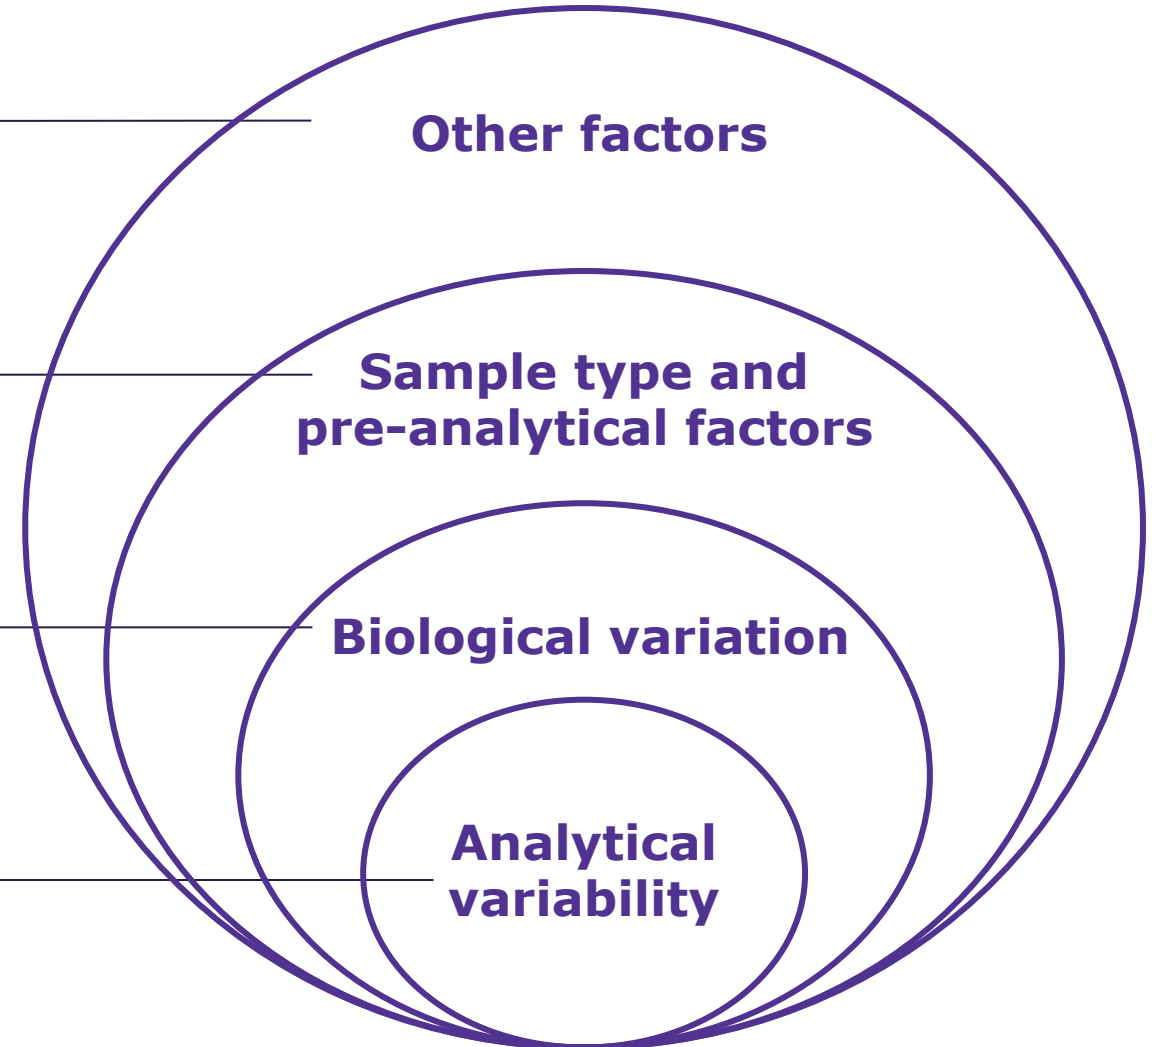 Other factors
Sample type and
pre-analytical factors
Biological variation
Analytical
variability